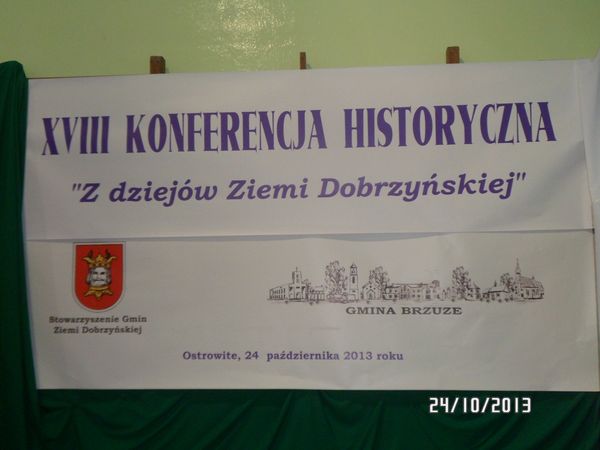 XVIII KONFERENCJA HISTORYCZNA
"Z dziejów Ziemi Dobrzyńskiej"
Stowarzyszenie Gmin
Ziemi Dobrzyńskiej
GMINA BRZUZE
Ostrowite, 24 października 2013 roku
24/10/2013